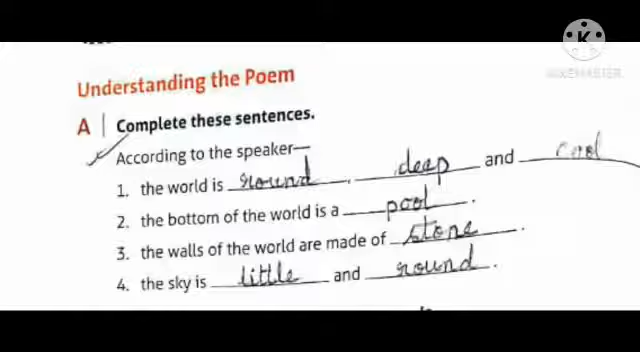 K
KINEMASTER
Understanding the Poem
A | Complete these sentences.
According to the speaker—
1. the world is round, deep and cool
2. the bottom of the world is a pool.
3. the walls of the world are made of stone.
4. the sky is little and round.